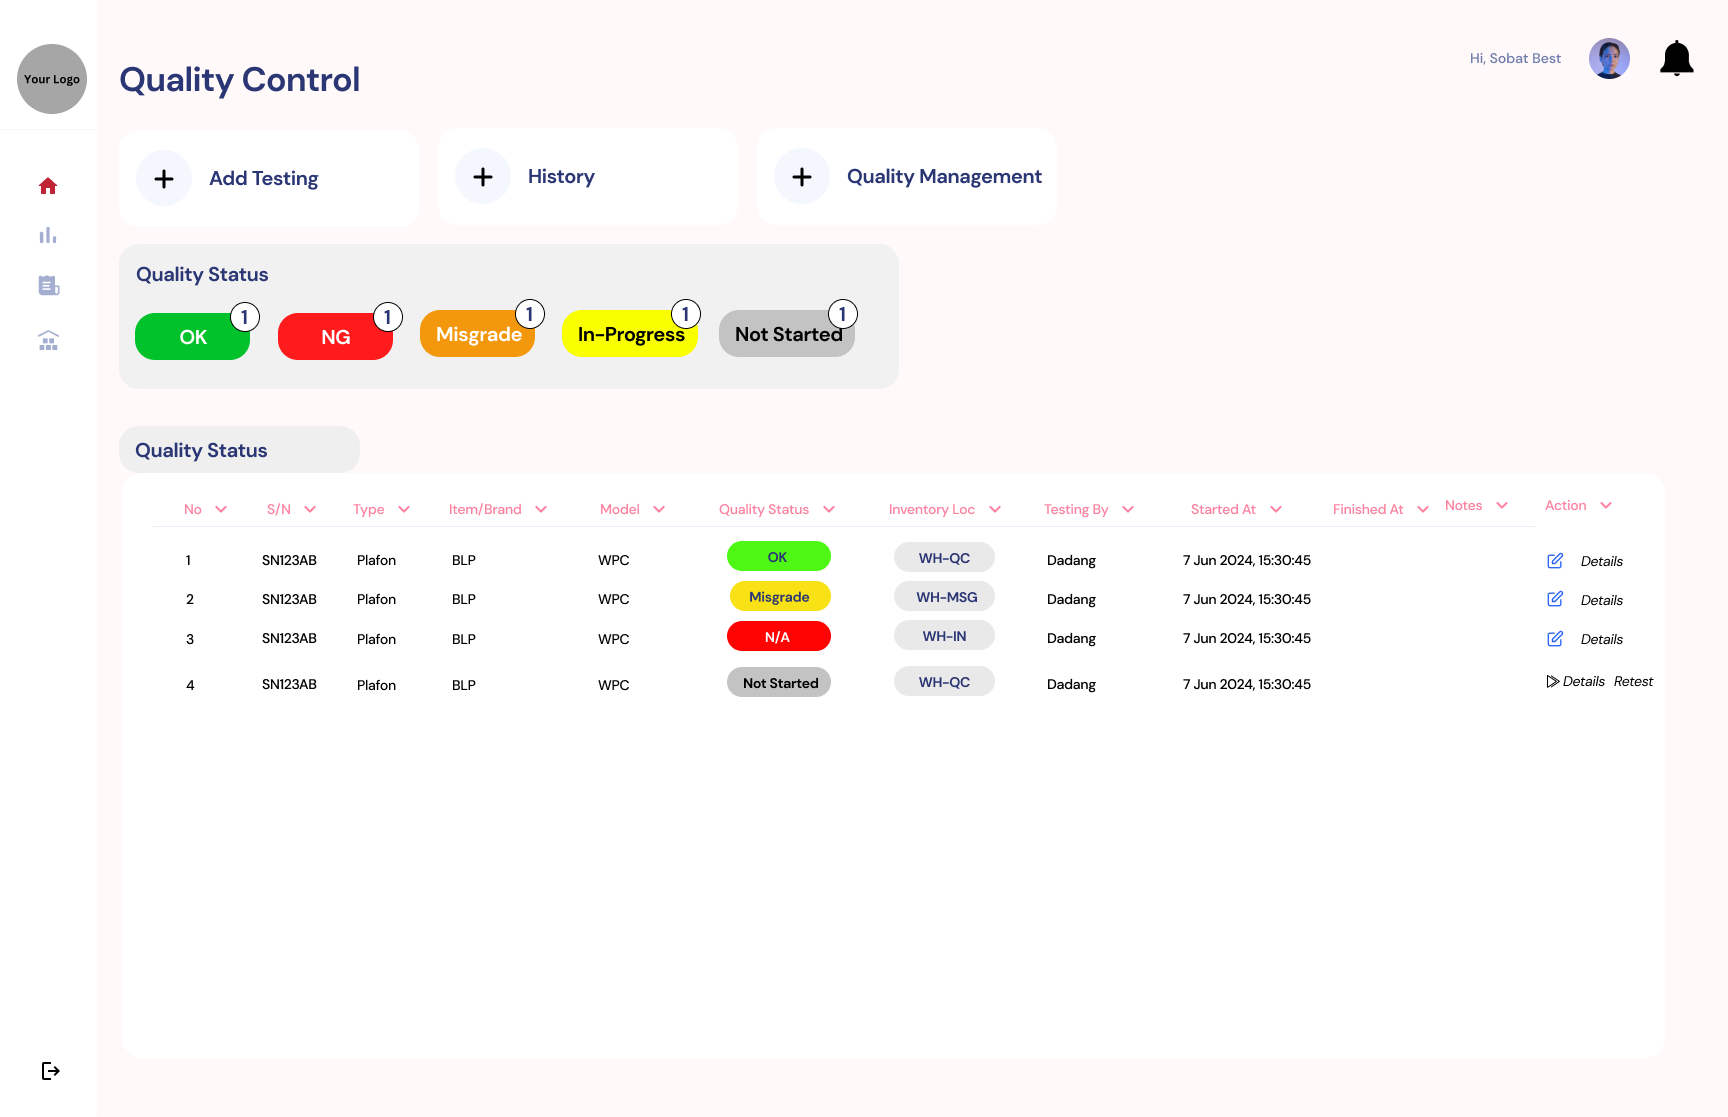 Your Logo
Hi, Sobat Best
Quality Control
Add Testing
History
Quality Management
Quality Status
OK 1
NG 1
Misgrade 1
In-Progress 1
Not Started 1
Quality Status
No S/N Type Item/Brand Model Quality Status Inventory Loc Testing By Started At Finished At Notes Action
1 SN123AB Plafon BLP WPC OK WH-QC Dadang 7 Jun 2024, 15:30:45 Details
2 SN123AB Plafon BLP WPC Misgrade WH-MSG Dadang 7 Jun 2024, 15:30:45 Details
3 SN123AB Plafon BLP WPC N/A WH-IN Dadang 7 Jun 2024, 15:30:45 Details
4 SN123AB Plafon BLP WPC Not Started WH-QC Dadang 7 Jun 2024, 15:30:45 Details Retest